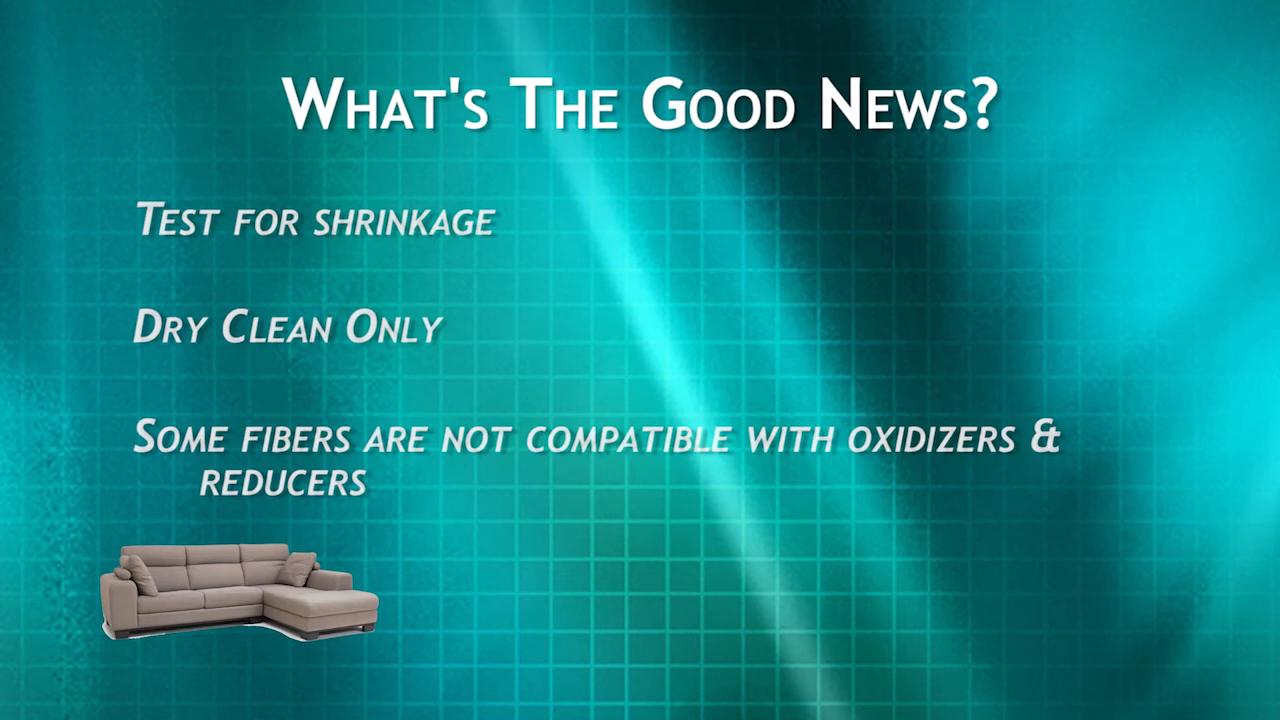 What's The Good News?
Test for shrinkage
Dry Clean Only
Some fibers are not compatible with oxidizers &
reducers